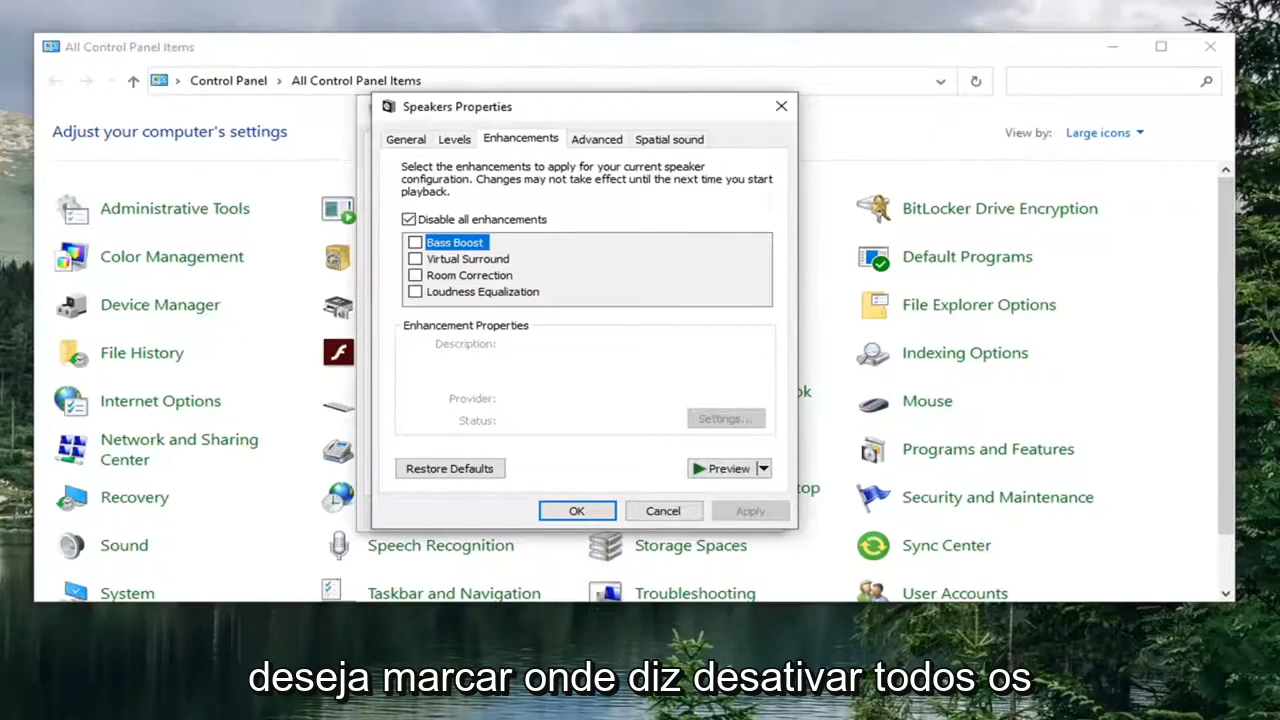 All Control Panel Items
Control Panel > All Control Panel Items
Adjust your computer's settings
View by: Large icons
Speakers Properties
General Levels Enhancements Advanced Spatial sound
Select the enhancements to apply for your current speaker
configuration. Changes may not take effect until the next time you start
playback.
Disable all enhancements
Bass Boost
Virtual Surround
Room Correction
Loudness Equalization
Enhancement Properties
Description:
Provider:
Status:
Settings...
Restore Defaults
Preview
OK Cancel Apply
Administrative Tools
BitLocker Drive Encryption
Color Management
Default Programs
Device Manager
File Explorer Options
File History
Indexing Options
Internet Options
ok
Mouse
Network and Sharing
Center
Programs and Features
Recovery
top
Security and Maintenance
Sound
Speech Recognition
Storage Spaces
Sync Center
System
Taskbar and Navigation
Troubleshooting
User Accounts
deseja marcar onde diz desativar todos os